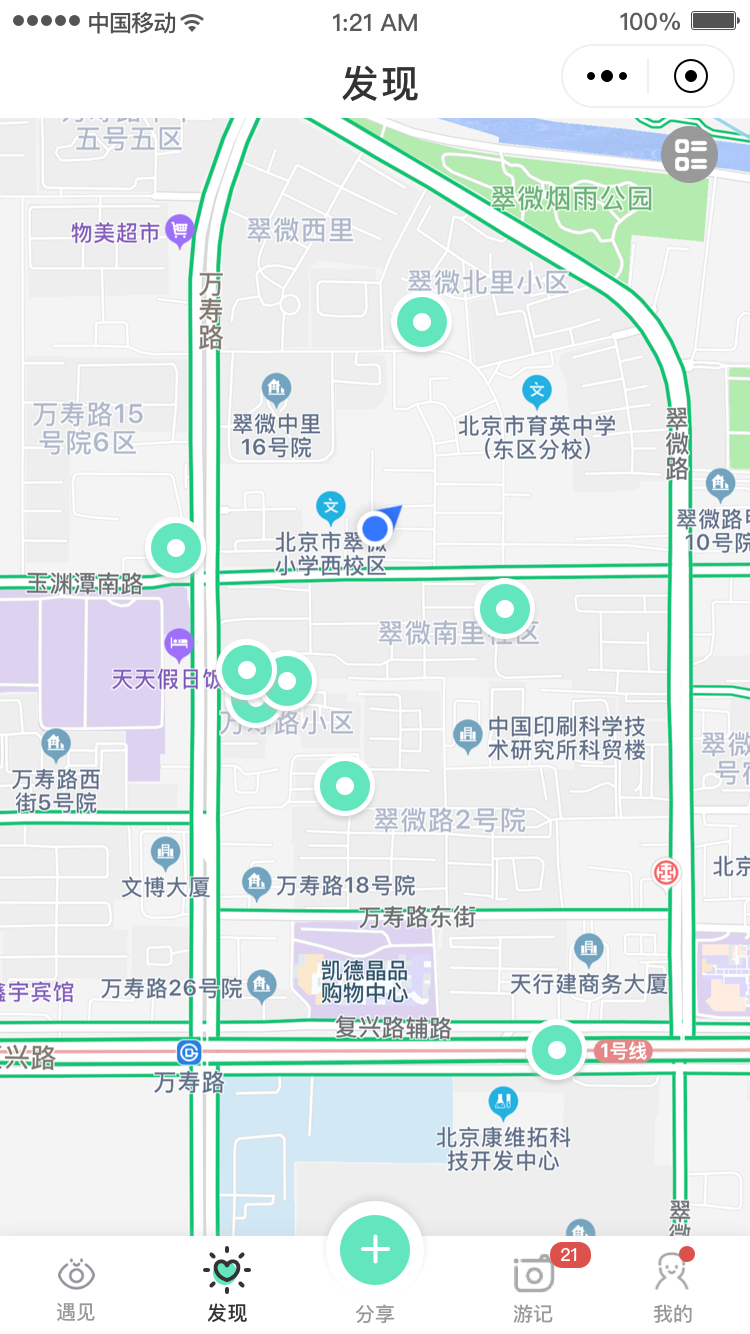 中国移动
1:21 AM
100%
发现
五号五区
翠微烟雨公园
物美超市
翠微西里
万寿路
翠微北里小区
万寿路15
号院6区
翠微中里
16号院
北京市育英中学
(东区分校)
翠微路
北京市翠微
小学西校区
10号院
玉渊潭南路
翠微南里社区
天天假日饭
万寿路小区
中国印刷科学技
术研究所科贸楼
翠微
万寿路西
街5号院
翠微路2号院
文博大厦
万寿路18号院
北京
万寿路东街
凯德晶品
购物中心
天行建商务大厦
万寿路26号院
鑫宇宾馆
复兴路辅路
兴路
1号线
万寿路
北京康维拓科
技开发中心
翠微
21
遇见
发现
分享
游记
我的